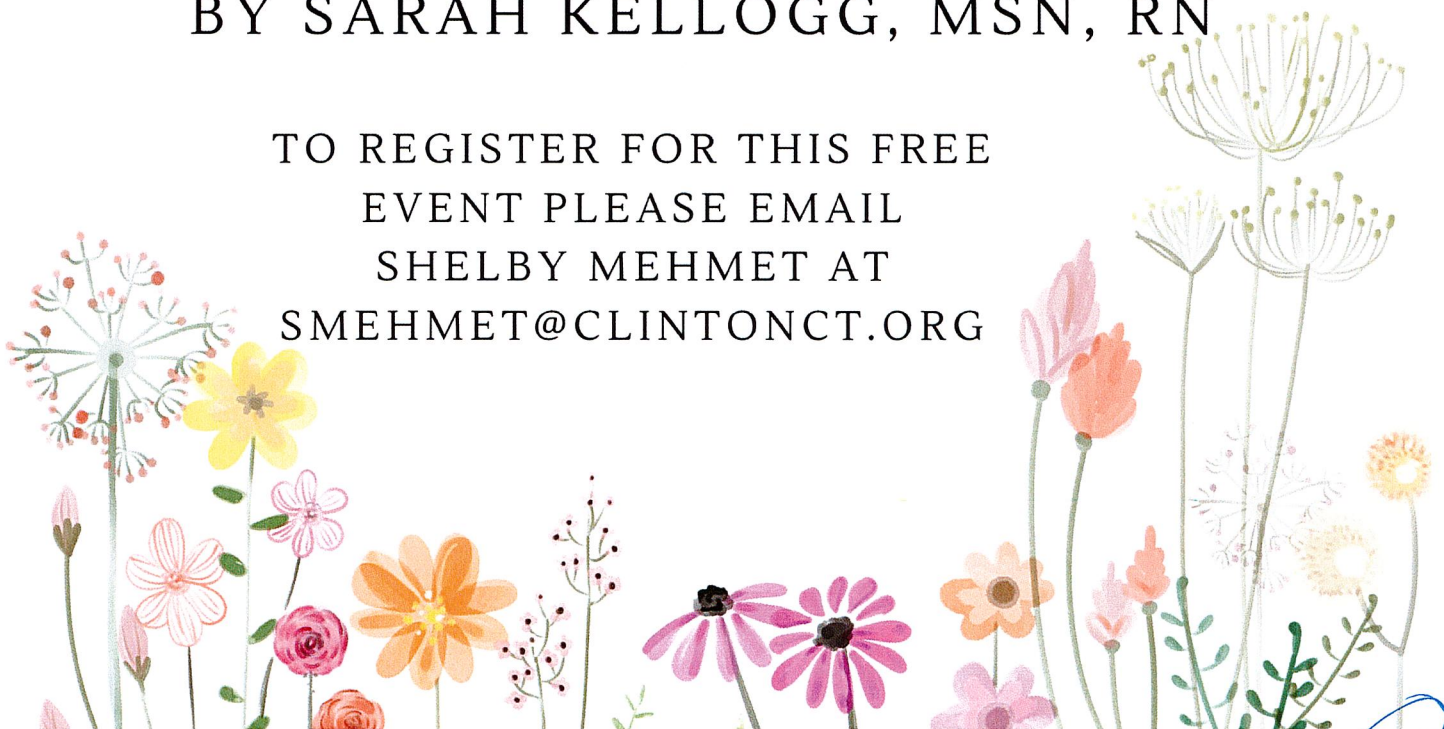 BY SARAH KELLOGG, MSN, RN
TO REGISTER FOR THIS FREE
EVENT PLEASE EMAIL
SHELBY MEHMET AT
SMEHMET@CLINTONCT.ORG